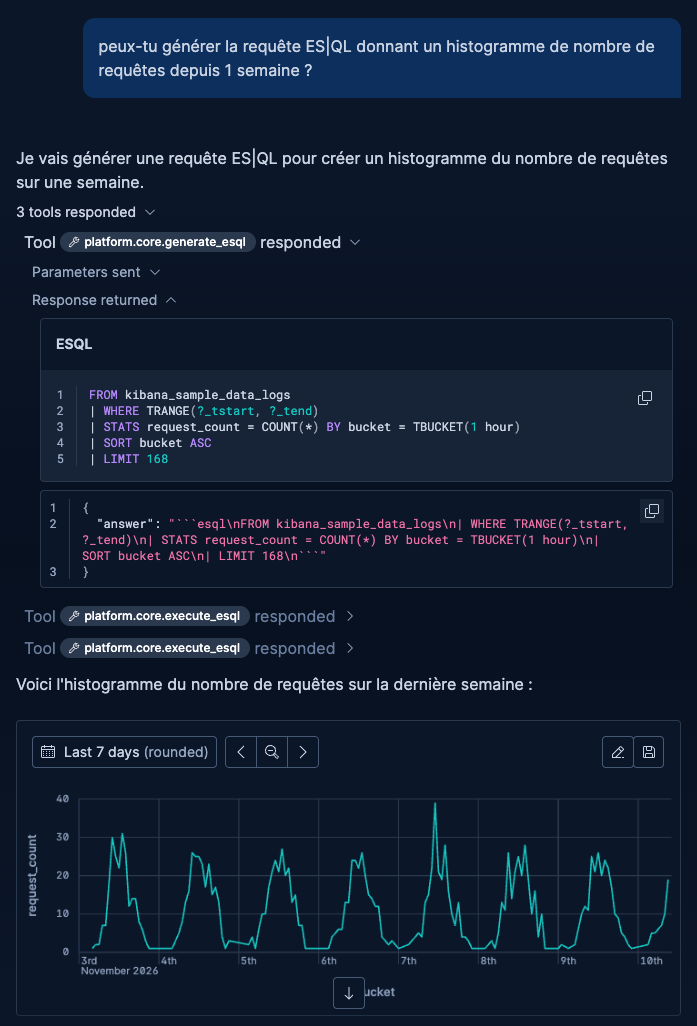 peux-tu générer la requête ES|QL donnant un histogramme de nombre de
requêtes depuis 1 semaine ?
Je vais générer une requête ES|QL pour créer un histogramme du nombre de requêtes
sur une semaine.
3 tools responded
Tool platform.core.generate_esql responded
Parameters sent
Response returned
ESQL
1 FROM kibana_sample_data_logs
2 | WHERE TRANGE(?_tstart, ?_tend)
3 | STATS request_count = COUNT(*) BY bucket = TBUCKET(1 hour)
4 | SORT bucket ASC
5 | LIMIT 168
1 {
2 "answer": "```esql\nFROM kibana_sample_data_logs\n| WHERE TRANGE(?_tstart,
?_tend)\n| STATS request_count = COUNT(*) BY bucket = TBUCKET(1 hour)\n|
SORT bucket ASC\n| LIMIT 168\n```"
3 }
Tool platform.core.execute_esql responded
Tool platform.core.execute_esql responded
Voici l'histogramme du nombre de requêtes sur la dernière semaine :
Last 7 days (rounded)
request_count
40
30
20
10
0
3rd 4th 5th 6th 7th 8th 9th 10th
November 2026
ucket